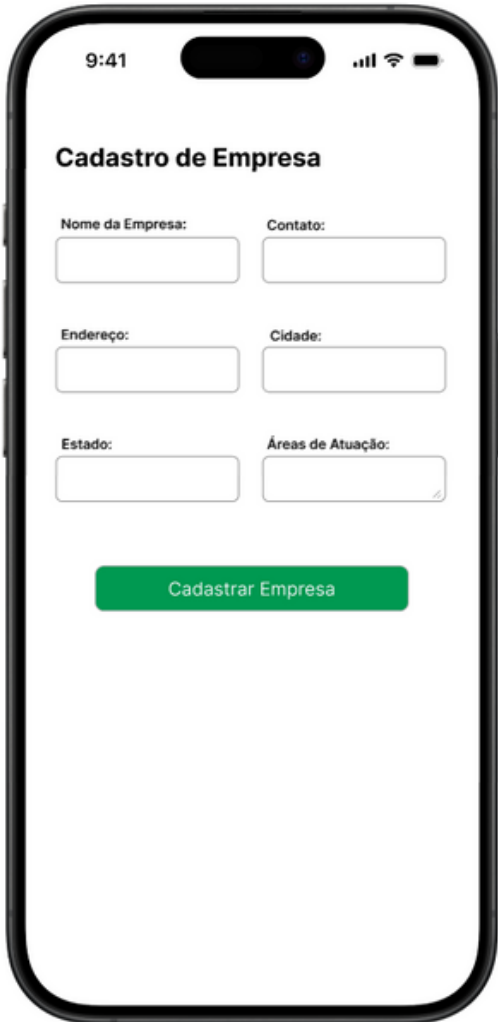 9:41
Cadastro de Empresa
Nome da Empresa: Contato:
Endereço: Cidade:
Estado: Áreas de Atuação:
Cadastrar Empresa